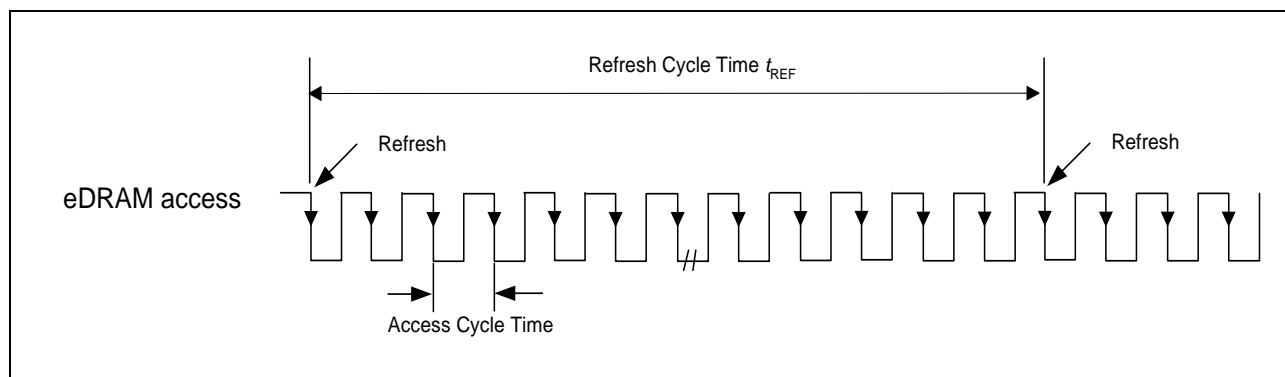 Refresh Cycle Time tREF
Refresh
Refresh
eDRAM access
Access Cycle Time